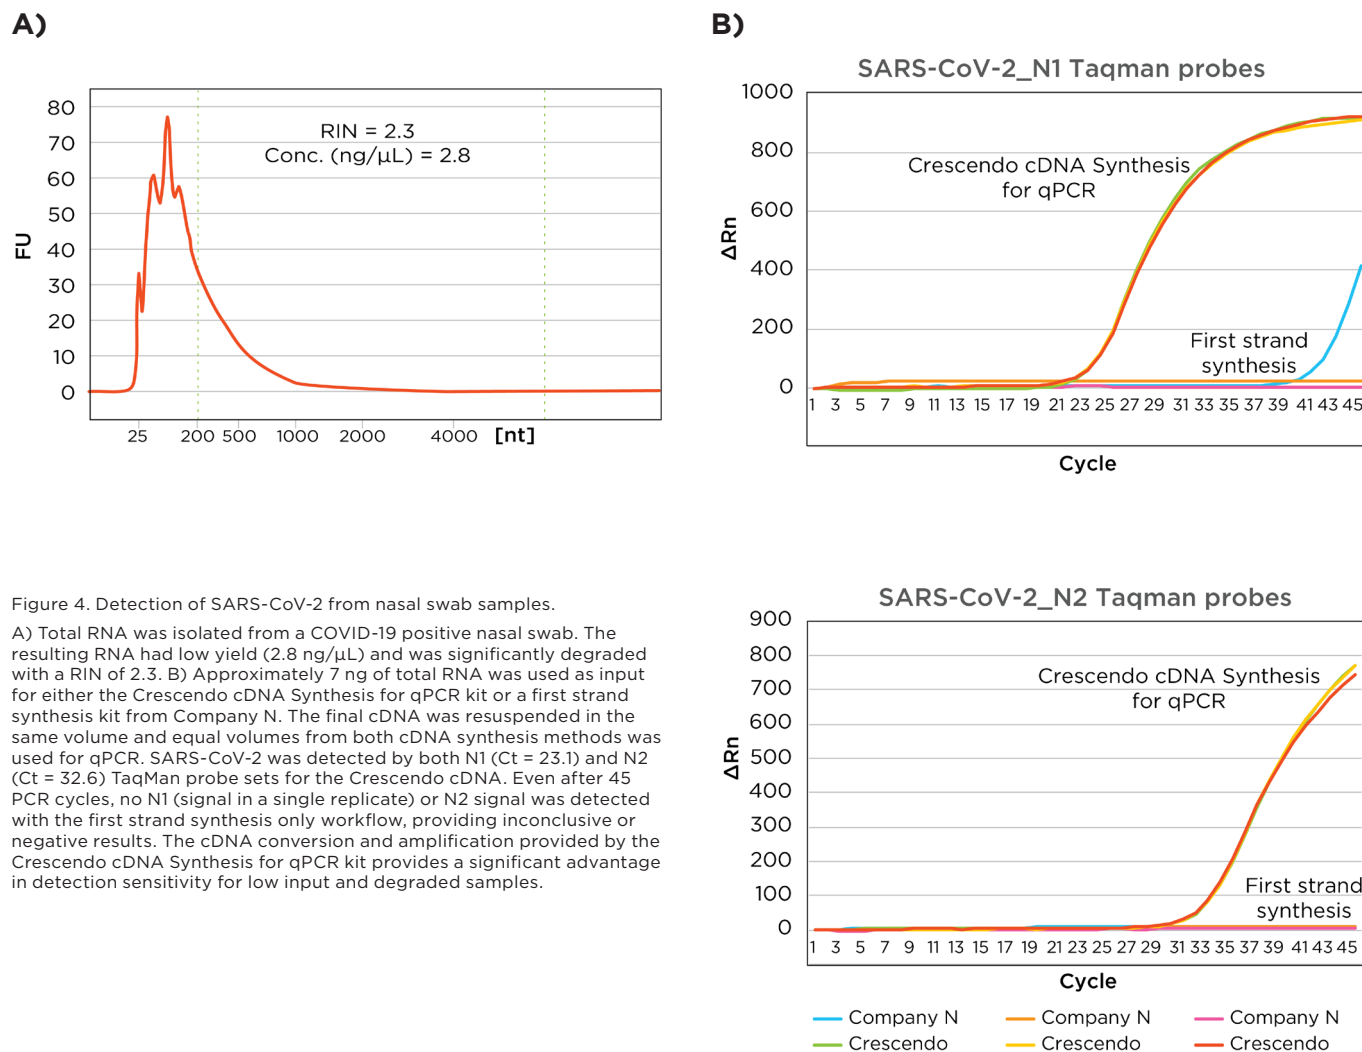 A)
80
70
60
50
40
30
20
10
0
FU
RIN = 2.3
Conc. (ng/µL) = 2.8
25 200 500 1000 2000 4000 [nt]
Figure 4. Detection of SARS-CoV-2 from nasal swab samples.
A) Total RNA was isolated from a COVID-19 positive nasal swab. The
resulting RNA had low yield (2.8 ng/µL) and was significantly degraded
with a RIN of 2.3. B) Approximately 7 ng of total RNA was used as input
for either the Crescendo cDNA Synthesis for qPCR kit or a first strand
synthesis kit from Company N. The final cDNA was resuspended in the
same volume and equal volumes from both cDNA synthesis methods was
used for qPCR. SARS-CoV-2 was detected by both N1 (Ct = 23.1) and N2
(Ct = 32.6) TaqMan probe sets for the Crescendo cDNA. Even after 45
PCR cycles, no N1 (signal in a single replicate) or N2 signal was detected
with the first strand synthesis only workflow, providing inconclusive or
negative results. The cDNA conversion and amplification provided by the
Crescendo cDNA Synthesis for qPCR kit provides a significant advantage
in detection sensitivity for low input and degraded samples.
B)
SARS-CoV-2_N1 Taqman probes
1000
800
600
400
200
0
ΔRn
Crescendo cDNA Synthesis
for qPCR
First strand
synthesis
1 3 5 7 9 11 13 15 17 19 21 23 25 27 29 31 33 35 37 39 41 43 45
Cycle
SARS-CoV-2_N2 Taqman probes
900
800
700
600
500
400
300
200
100
0
ΔRn
Crescendo cDNA Synthesis
for qPCR
First strand
synthesis
1 3 5 7 9 11 13 15 17 19 21 23 25 27 29 31 33 35 37 39 41 43 45
Cycle
Company N Company N Company N
Crescendo Crescendo Crescendo